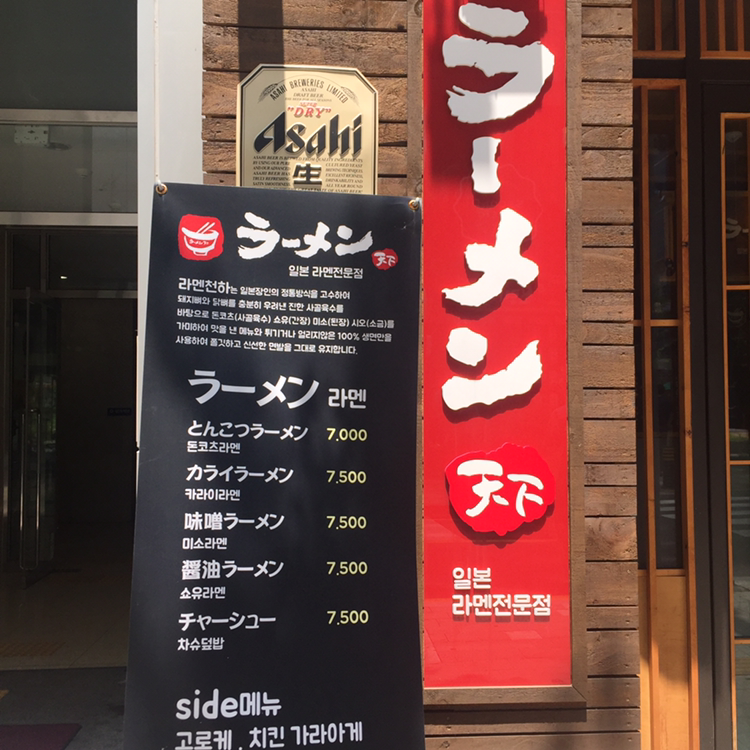 ASAHI BREWERIES LIMITED
ASAHI
DRAFT BEER
"DRY"
Asahi
生
ラーメン
天下
일본 라멘전문점
라멘천하는 일본장인의 정통방식을 고수하여
돼지뼈와 닭뼈를 충분히 우려낸 진한 사골육수를
바탕으로 돈코츠(사골육수) 쇼유(간장) 미소(된장) 시오(소금)를
가미하여 맛을 낸 메뉴와 튀기거나 얼리지않은 100% 생면만을
사용하여 쫄깃하고 신선한 면발을 그대로 유지합니다.
ラーメン 라멘
とんこつラーメン 7,000
돈코츠라멘
カライラーメン 7,500
카라이라멘
味噌ラーメン 7,500
미소라멘
醤油ラーメン 7,500
쇼유라멘
チャーシュー 7,500
차슈덮밥
side메뉴
고로케 , 치킨 가라아게
ラーメン
天下
일본
라멘전문점